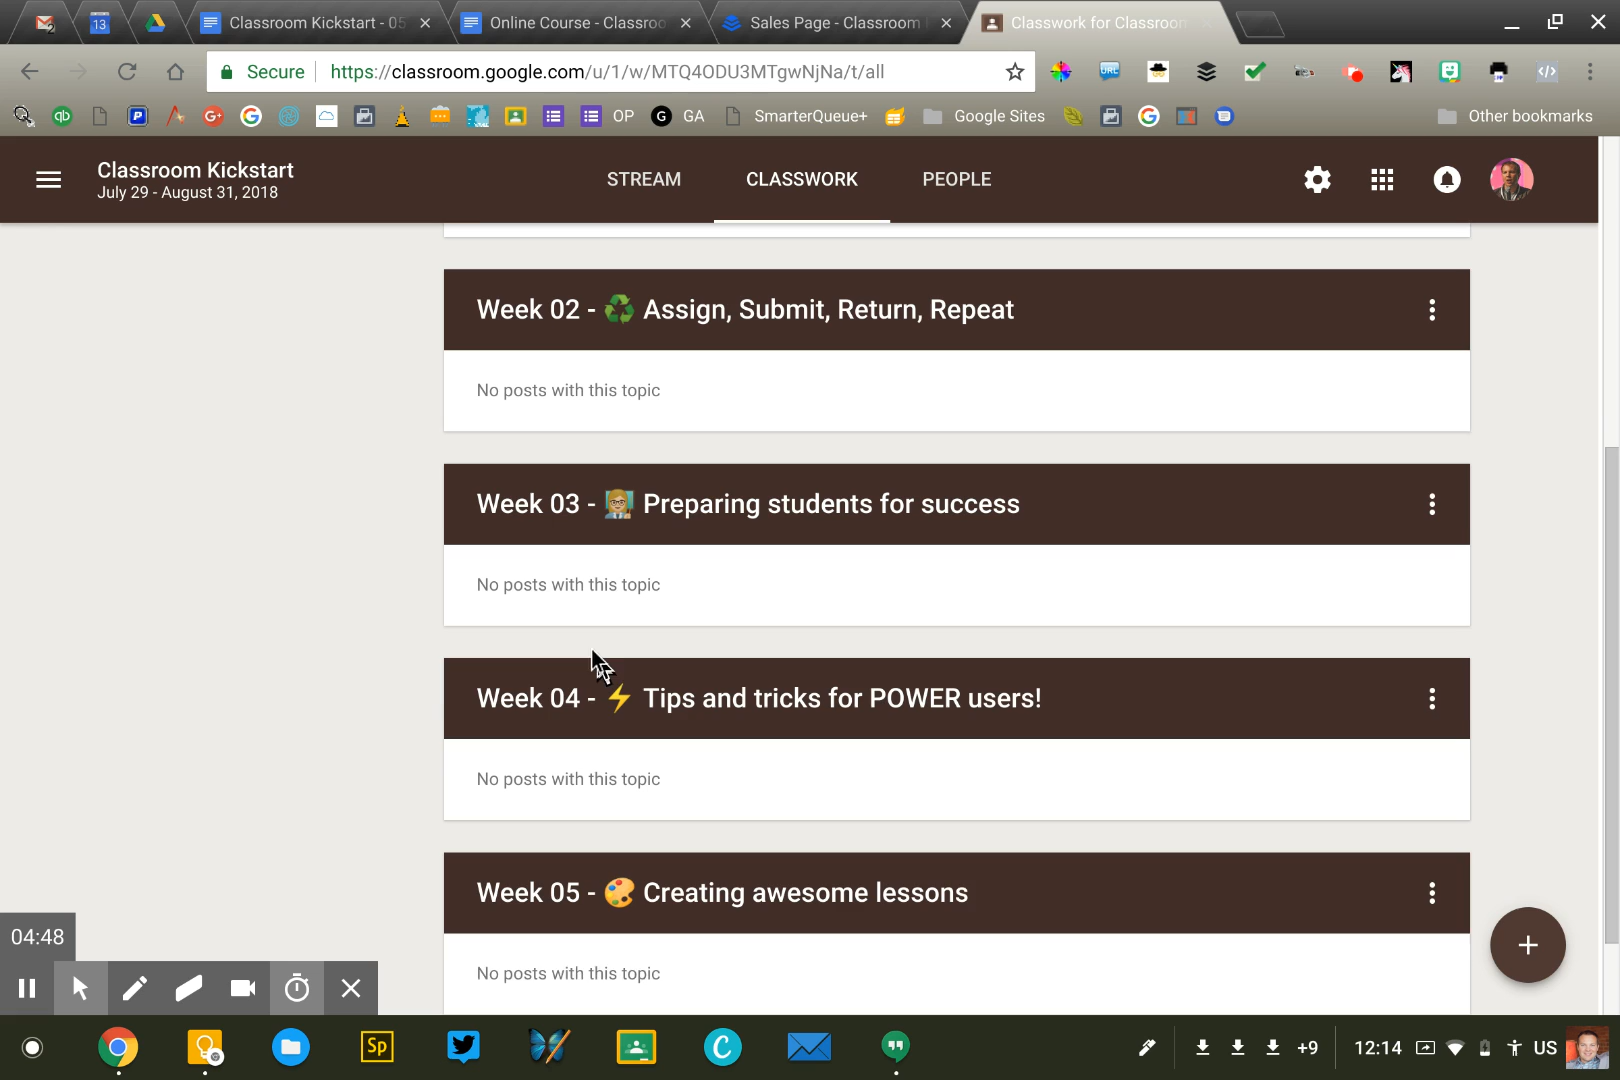 Classroom Kickstart - 05
Online Course - Classroo
Sales Page - Classroom
Classwork for Classroom
Secure
https://classroom.google.com/u/1/w/MTQ4ODU3MTgwNjNa/t/all
OP
GA
SmarterQueue+
Google Sites
Other bookmarks
Classroom Kickstart
July 29 - August 31, 2018
STREAM
CLASSWORK
PEOPLE
Week 02 - ♻️ Assign, Submit, Return, Repeat
No posts with this topic
Week 03 - 👩🏼‍🏫 Preparing students for success
No posts with this topic
Week 04 - ⚡ Tips and tricks for POWER users!
No posts with this topic
Week 05 - 🎨 Creating awesome lessons
No posts with this topic
04:48
Sp
+9
12:14
US